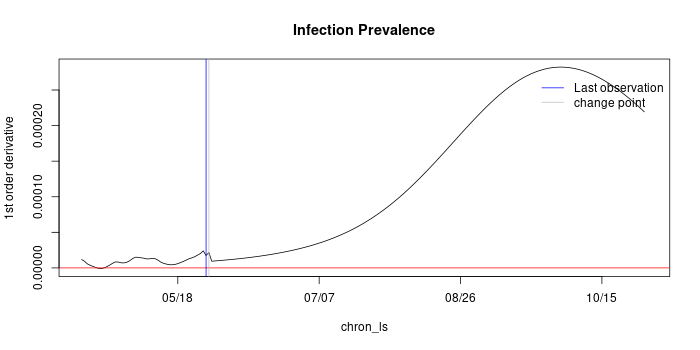 Infection Prevalence
1st order derivative
0.00000
0.00010
0.00020
Last observation
change point
05/18
07/07
08/26
10/15
chron_ls